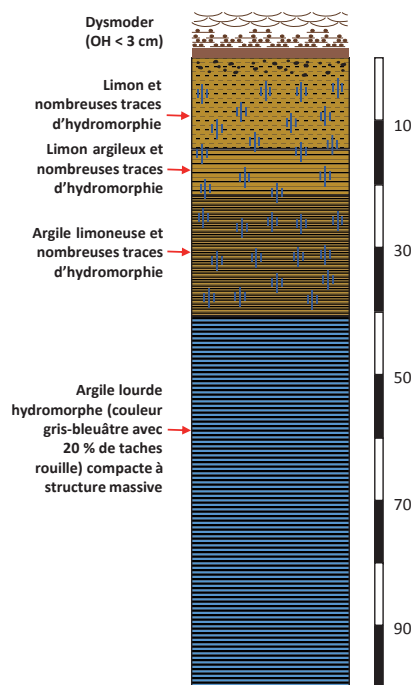 Dysmoder
(OH < 3 cm)
Limon et
nombreuses traces
d’hydromorphie
Limon argileux et
nombreuses traces
d’hydromorphie
Argile limoneuse et
nombreuses traces
d’hydromorphie
Argile lourde
hydromorphe (couleur
gris-bleuâtre avec
20 % de taches
rouille) compacte à
structure massive
10
30
50
70
90